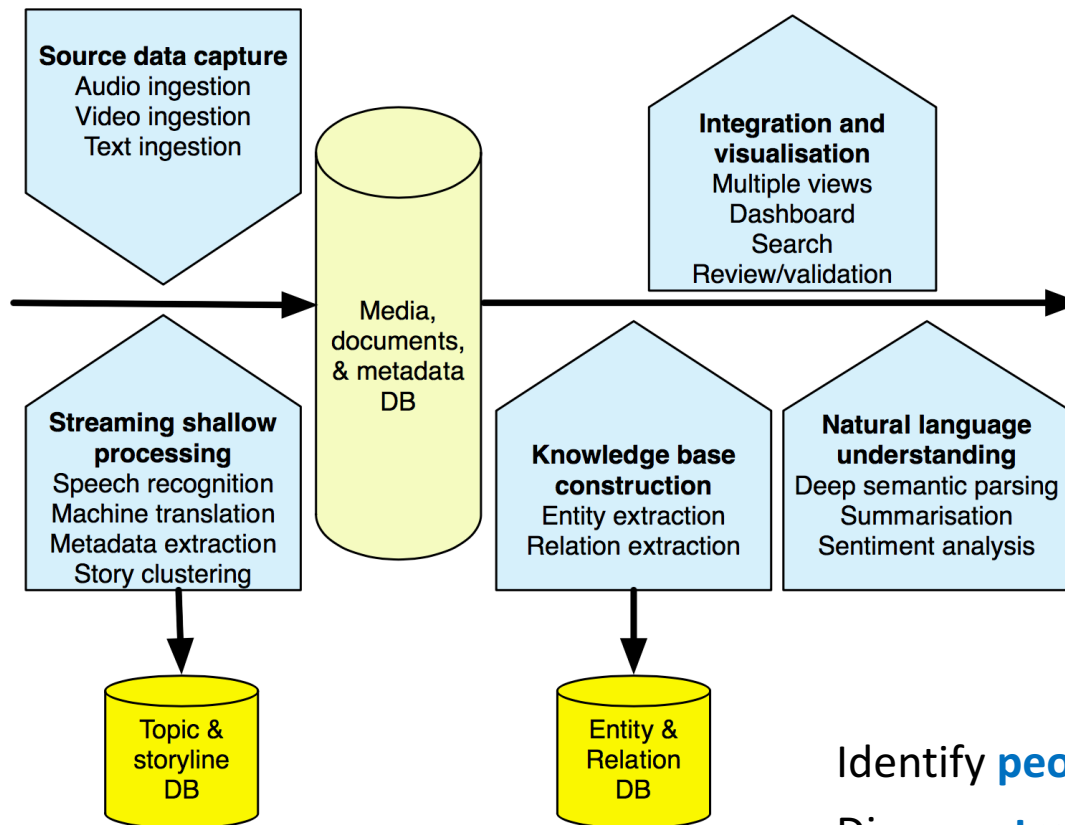 Source data capture
Audio ingestion
Video ingestion
Text ingestion
Integration and
visualisation
Multiple views
Dashboard
Search
Review/validation
Media,
documents,
& metadata
DB
Streaming shallow
processing
Speech recognition
Machine translation
Metadata extraction
Story clustering
Knowledge base
construction
Entity extraction
Relation extraction
Natural language
understanding
Deep semantic parsing
Summarisation
Sentiment analysis
Topic &
storyline
DB
Entity &
Relation
DB
Identify